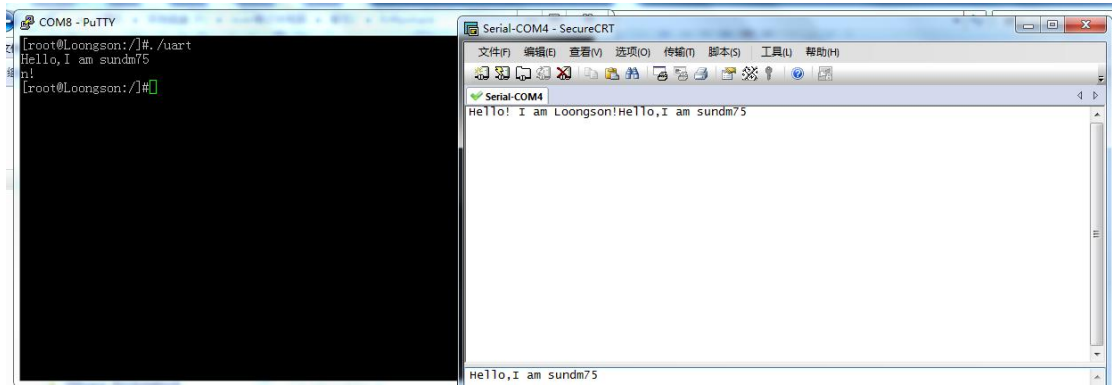 COM8 - PuTTY
[root@Loongson:/]#./uart
Hello,I am sundm75
n!
[root@Loongson:/]#
Serial-COM4 - SecureCRT
文件(F) 编辑(E) 查看(V) 选项(O) 传输(T) 脚本(S) 工具(L) 帮助(H)
Serial-COM4
Hello! I am Loongson!Hello,I am sundm75
Hello,I am sundm75